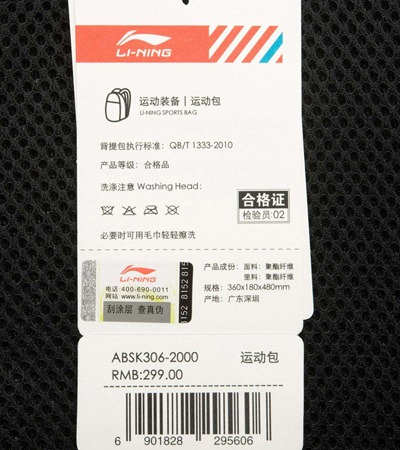 LI-NING
运动装备 | 运动包
LI-NING SPORTS BAG
背提包执行标准: QB/T 1333-2010
产品等级: 合格品
洗涤注意 Washing Head:
合格证
检验员:02
必要时可用毛巾轻轻擦洗
LI-NING
电话 400-690-0011
网站 www.li-ning.com
刮涂层 查真伪
8152 8152 815
产品成份: 面料: 聚酯纤维
里料: 聚酯纤维
规格: 360x180x480mm
产地: 广东深圳
ABSK306-2000 运动包
RMB:299.00
6 901828 295606